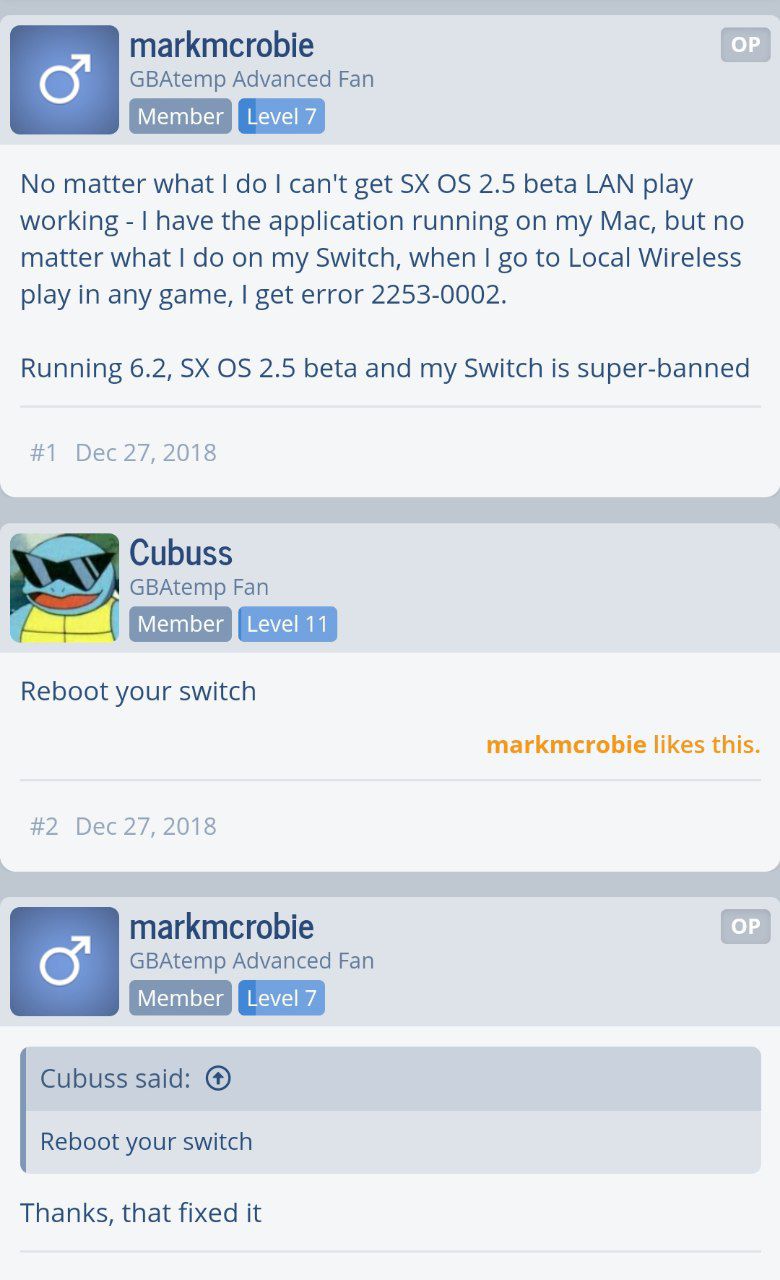 markmcrobie
OP
GBAtemp Advanced Fan
Member Level 7
No matter what I do I can't get SX OS 2.5 beta LAN play
working - I have the application running on my Mac, but no
matter what I do on my Switch, when I go to Local Wireless
play in any game, I get error 2253-0002.
Running 6.2, SX OS 2.5 beta and my Switch is super-banned
#1 Dec 27, 2018
Cubuss
GBAtemp Fan
Member Level 11
Reboot your switch
markmcrobie likes this.
#2 Dec 27, 2018
markmcrobie
OP
GBAtemp Advanced Fan
Member Level 7
Cubuss said:
Reboot your switch
Thanks, that fixed it